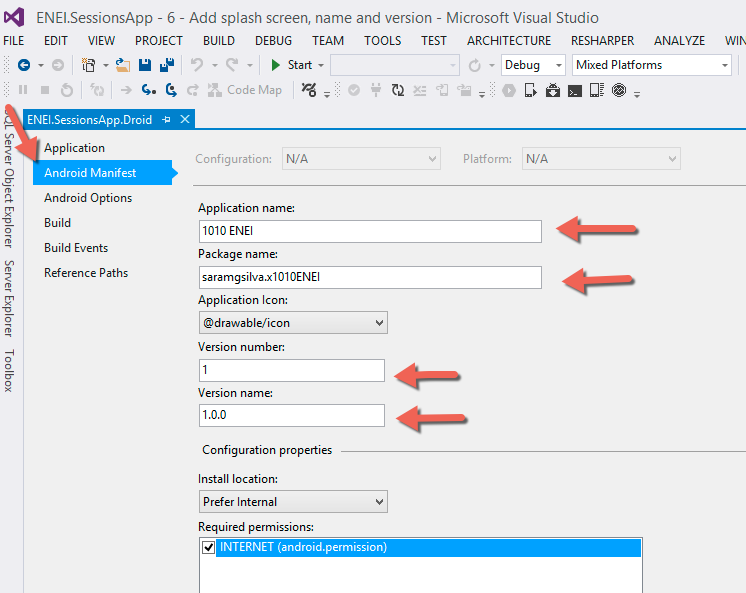 ENEI.SessionsApp - 6 - Add splash screen, name and version - Microsoft Visual Studio
FILE EDIT VIEW PROJECT BUILD DEBUG TEAM TOOLS TEST ARCHITECTURE RESHARPER ANALYZE WIN
Start Debug Mixed Platforms
Code Map
ENEI.SessionsApp.Droid
SQL Server Object Explorer
Server Explorer
Toolbox
Application
Android Manifest
Android Options
Build
Build Events
Reference Paths
Configuration: N/A Platform: N/A
Application name:
1010 ENEI
Package name:
saramgsilva.x1010ENEI
Application Icon:
@drawable/icon
Version number:
1
Version name:
1.0.0
Configuration properties
Install location:
Prefer Internal
Required permissions:
INTERNET (android.permission)